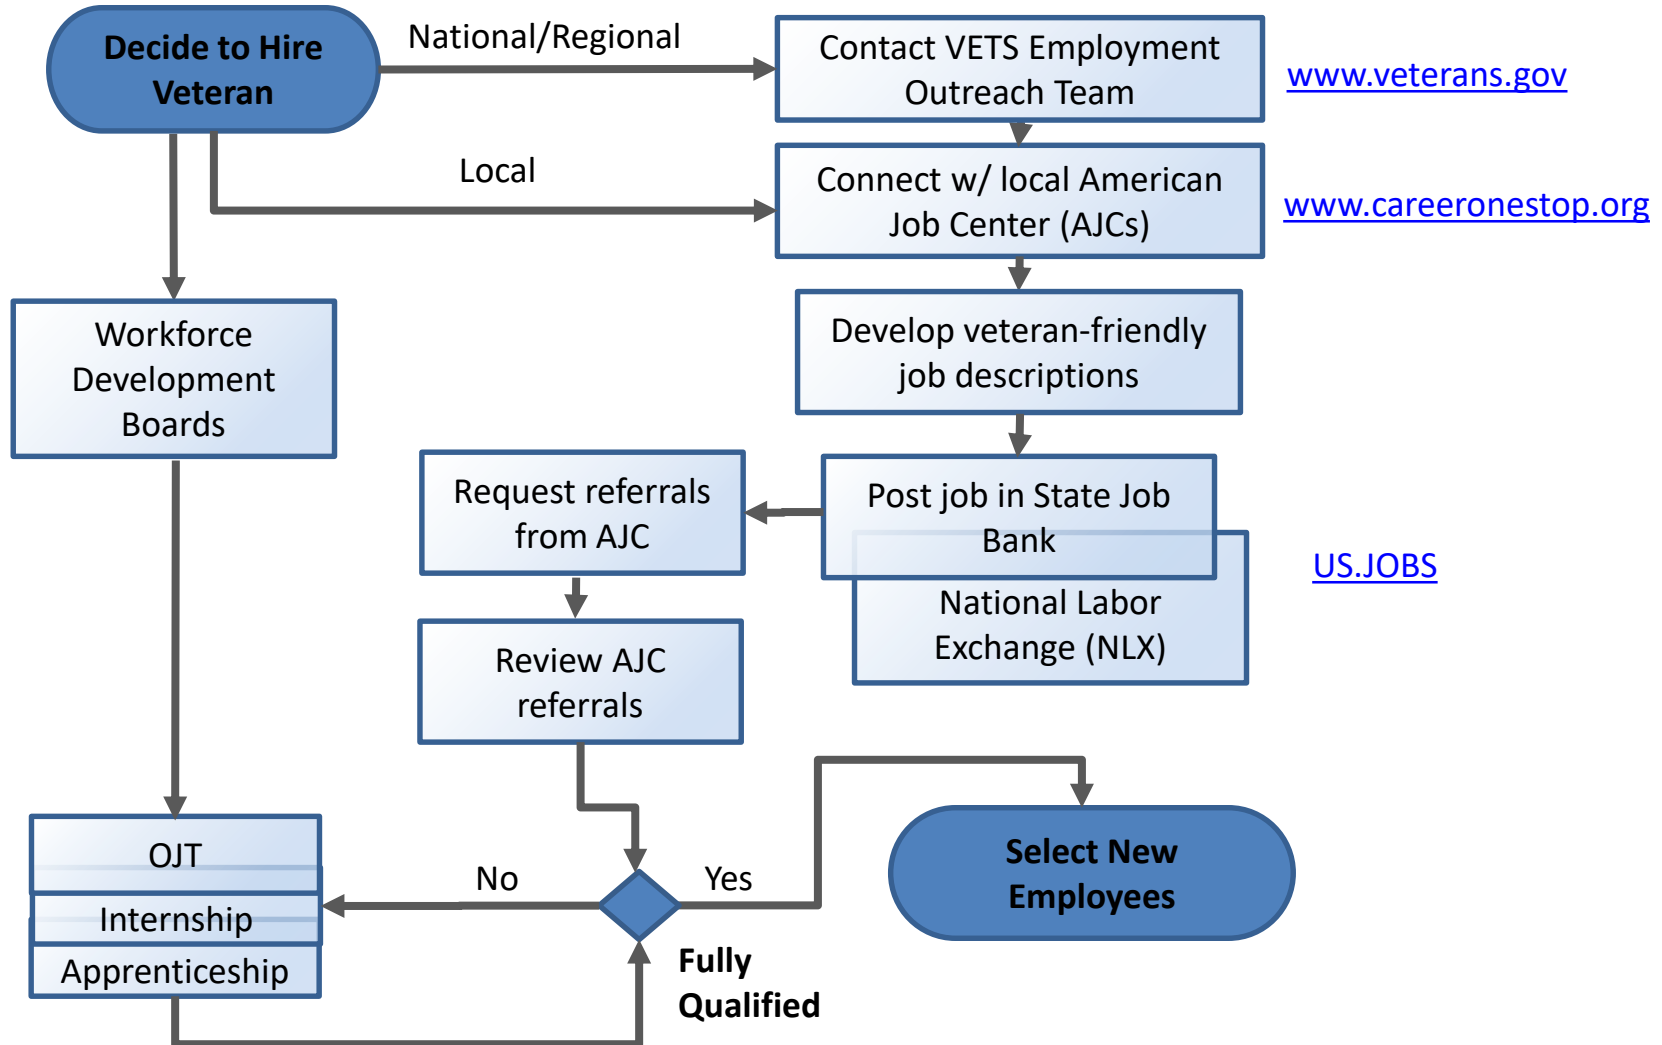 Decide to Hire
Veteran
National/Regional
Contact VETS Employment
Outreach Team
www.veterans.gov
Local
Connect w/ local American
Job Center (AJCs)
www.careeronestop.org
Workforce
Development
Boards
Develop veteran-friendly
job descriptions
Request referrals
from AJC
Post job in State Job
Bank
US.JOBS
National Labor
Exchange (NLX)
Review AJC
referrals
OJT
Internship
Apprenticeship
No
Yes
Fully
Qualified
Select New
Employees